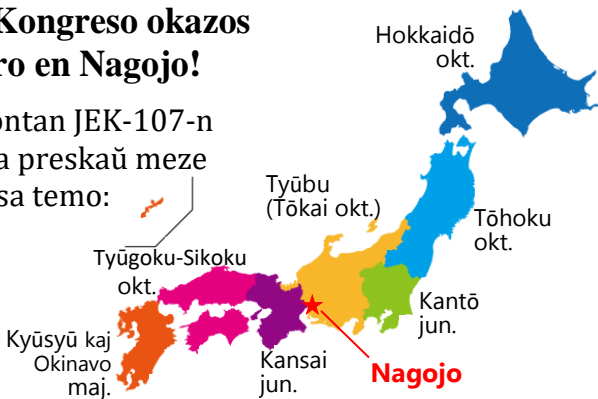 Kongreso okazos
ro en Nagojo!
ontan JEK-107-n
a preskaŭ meze
sa temo:
Hokkaidō
okt.
Tyūbu
(Tōkai okt.)
Tōhoku
okt.
Tyūgoku-Sikoku
okt.
Kantō
jun.
Kyūsyū kaj
Okinavo
maj.
Kansai
jun.
Nagojo